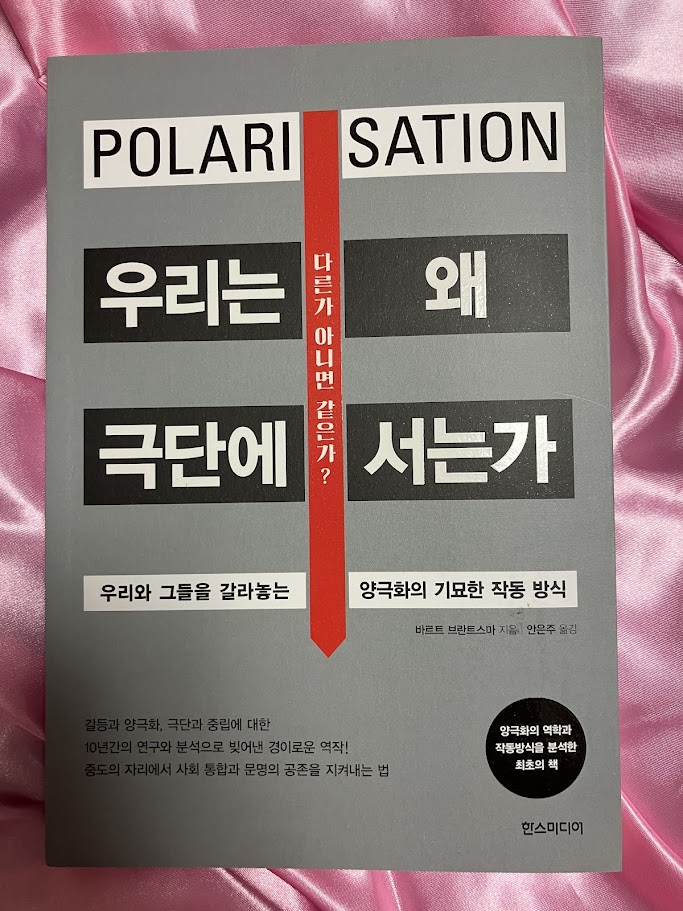 POLARISATION
우리는 왜
극단에 서는가
다른가 아니면 같은가?
우리와 그들을 갈라놓는 양극화의 기묘한 작동 방식
바르트 브란트스마 지음 | 안은주 옮김
갈등과 양극화, 극단과 중립에 대한
10년간의 연구와 분석으로 빚어낸 경이로운 역작!
중도의 자리에서 사회 통합과 문명의 공존을 지켜내는 법
양극화의 역학과
작동방식을 분석한
최초의 책
한스미디어